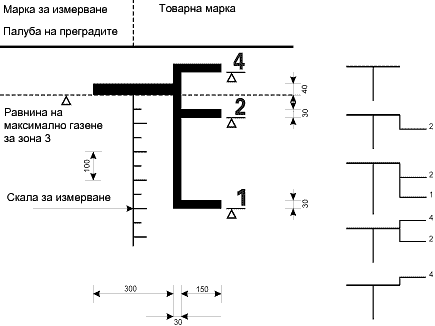 Марка за измерване
Товарна марка
Палуба на преградите
4
40
2
30
Равнина на
максимално газене
за зона 3
100
Скала за измерване
1
30
300
150
30
2
2
1
4
2
4